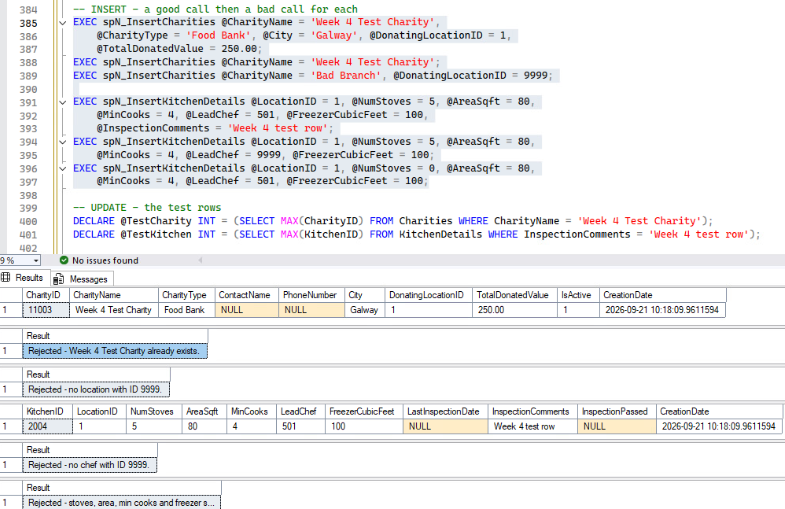 384 -- INSERT - a good call then a bad call for each
385 EXEC spN_InsertCharities @CharityName = 'Week 4 Test Charity',
386 @CharityType = 'Food Bank', @City = 'Galway', @DonatingLocationID = 1,
387 @TotalDonatedValue = 250.00;
388 EXEC spN_InsertCharities @CharityName = 'Week 4 Test Charity';
389 EXEC spN_InsertCharities @CharityName = 'Bad Branch', @DonatingLocationID = 9999;
390
391 EXEC spN_InsertKitchenDetails @LocationID = 1, @NumStoves = 5, @AreaSqft = 80,
392 @MinCooks = 4, @LeadChef = 501, @FreezerCubicFeet = 100,
393 @InspectionComments = 'Week 4 test row';
394 EXEC spN_InsertKitchenDetails @LocationID = 1, @NumStoves = 5, @AreaSqft = 80,
395 @MinCooks = 4, @LeadChef = 9999, @FreezerCubicFeet = 100;
396 EXEC spN_InsertKitchenDetails @LocationID = 1, @NumStoves = 0, @AreaSqft = 80,
397 @MinCooks = 4, @LeadChef = 501, @FreezerCubicFeet = 100;
398
399 -- UPDATE - the test rows
400 DECLARE @TestCharity INT = (SELECT MAX(CharityID) FROM Charities WHERE CharityName = 'Week 4 Test Charity');
401 DECLARE @TestKitchen INT = (SELECT MAX(KitchenID) FROM KitchenDetails WHERE InspectionComments = 'Week 4 test row');
402
9 % No issues found
Results Messages
CharityID CharityName CharityType ContactName PhoneNumber City DonatingLocationID TotalDonatedValue IsActive CreationDate
1 11003 Week 4 Test Charity Food Bank NULL NULL Galway 1 250.00 1 2026-09-21 10:18:09.9611594
Result
1 Rejected - Week 4 Test Charity already exists.
Result
1 Rejected - no location with ID 9999.
KitchenID LocationID NumStoves AreaSqft MinCooks LeadChef FreezerCubicFeet LastInspectionDate InspectionComments InspectionPassed CreationDate
1 2004 1 5 80 4 501 100 NULL Week 4 test row NULL 2026-09-21 10:18:09.9611594
Result
1 Rejected - no chef with ID 9999.
Result
1 Rejected - stoves, area, min cooks and freezer s...